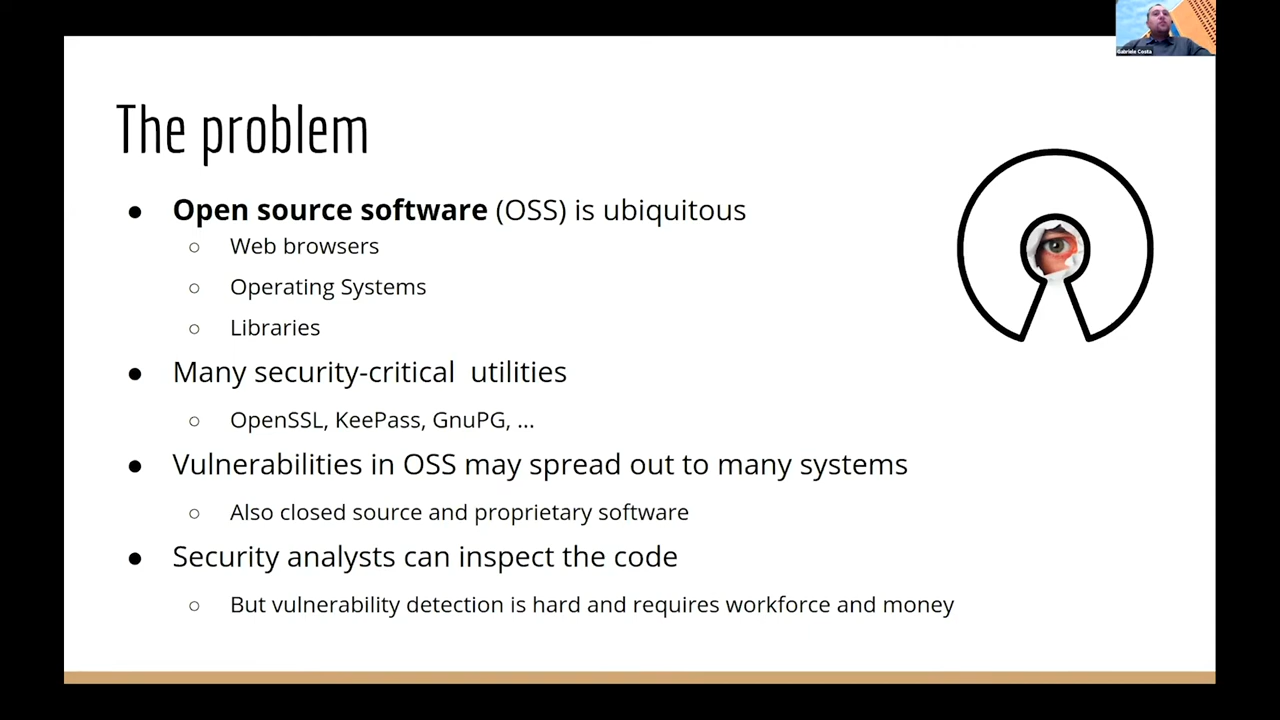 Gabriele Costa
The problem
● Open source software (OSS) is ubiquitous
○ Web browsers
○ Operating Systems
○ Libraries
● Many security-critical  utilities
○ OpenSSL, KeePass, GnuPG, ...
● Vulnerabilities in OSS may spread out to many systems
○ Also closed source and proprietary software
● Security analysts can inspect the code
○ But vulnerability detection is hard and requires workforce and money